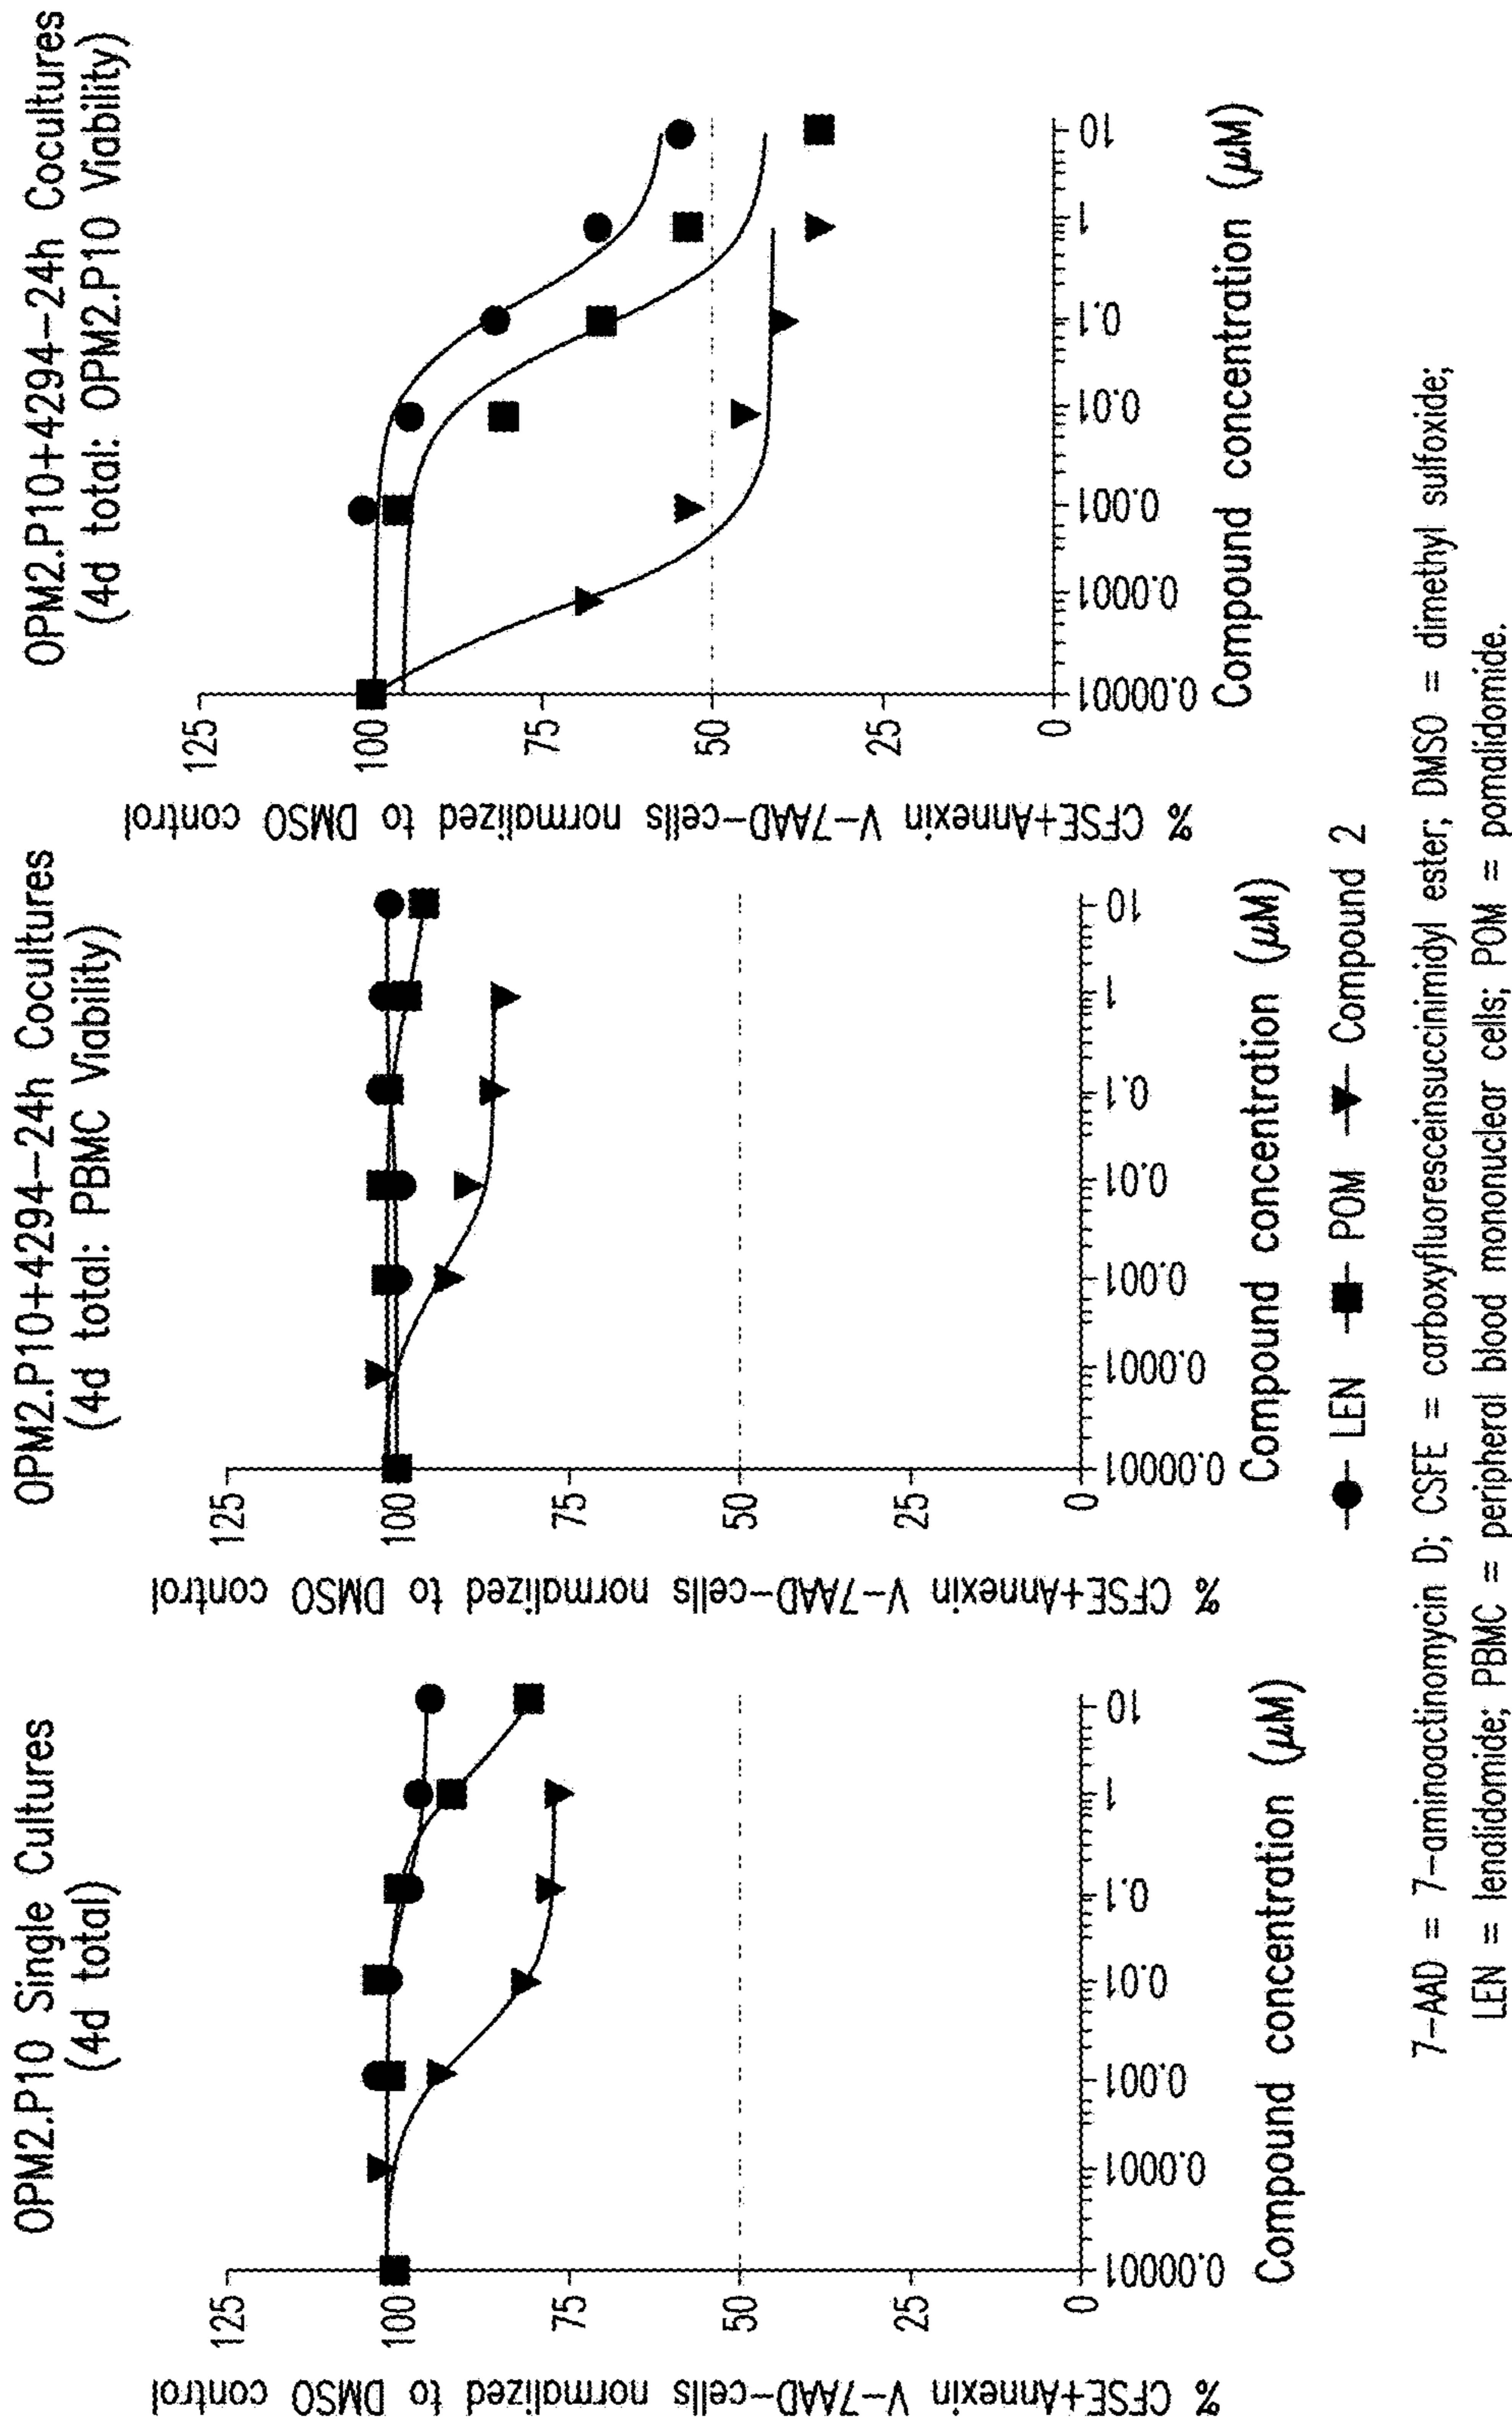 OPM2.P10 Single Cultures
(4d total)
% CFSE+Annexin V-7AAD-cells normalized to DMSO control
125
100
75
50
25
0
0.00001
0.0001
0.001
0.01
0.1
1
10
Compound concentration (µM)
OPM2.P10+4294-24h Cocultures
(4d total: PBMC Viability)
% CFSE+Annexin V-7AAD-cells normalized to DMSO control
125
100
75
50
25
0
0.00001
0.0001
0.001
0.01
0.1
1
10
Compound concentration (µM)
OPM2.P10+4294-24h Cocultures
(4d total: OPM2.P10 Viability)
% CFSE+Annexin V-7AAD-cells normalized to DMSO control
125
100
75
50
25
0
0.00001
0.0001
0.001
0.01
0.1
1
10
Compound concentration (µM)
LEN POM Compound 2
7-AAD = 7-aminoactinomycin D; CSFE = carboxyfluoresceinsuccinimidyl ester; DMSO = dimethyl sulfoxide;
LEN = lenalidomide; PBMC = peripheral blood mononuclear cells; POM = pomalidomide.